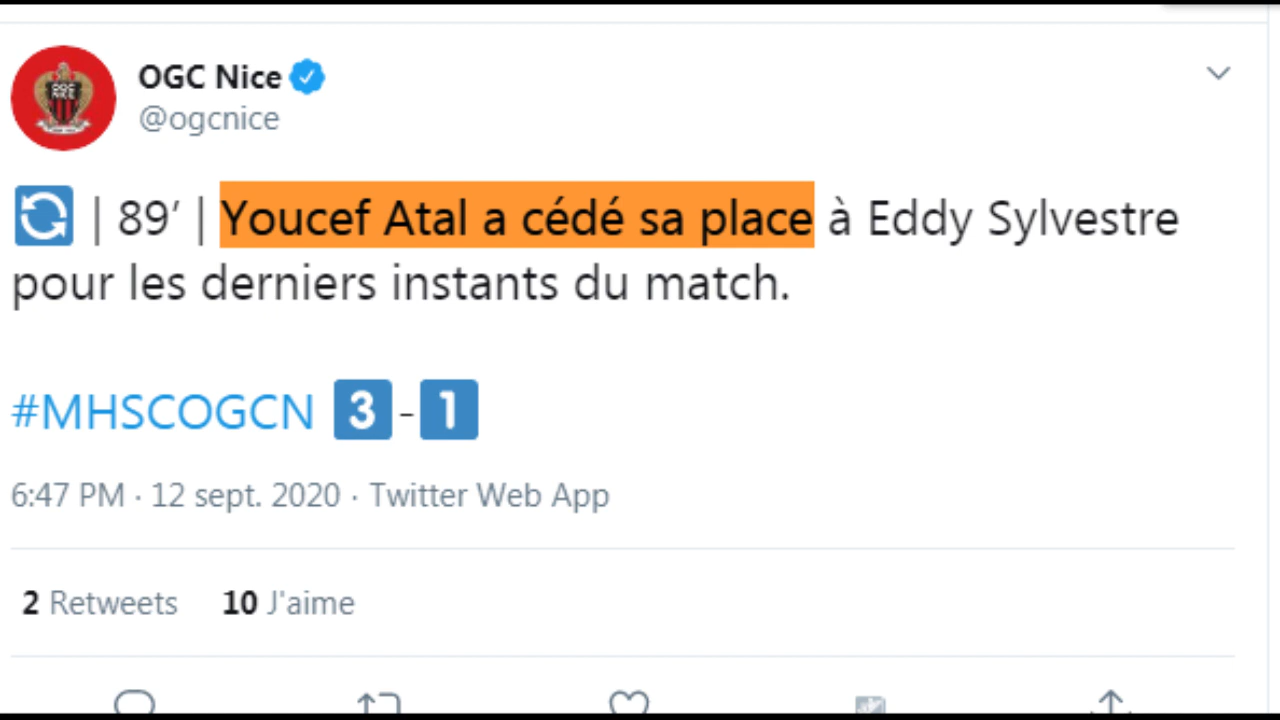 OGC Nice
@ogcnice
🔄 | 89′ | Youcef Atal a cédé sa place à Eddy Sylvestre
pour les derniers instants du match.
#MHSCOGCN 3️⃣-1️⃣
6:47 PM · 12 sept. 2020 · Twitter Web App
2 Retweets 10 J'aime